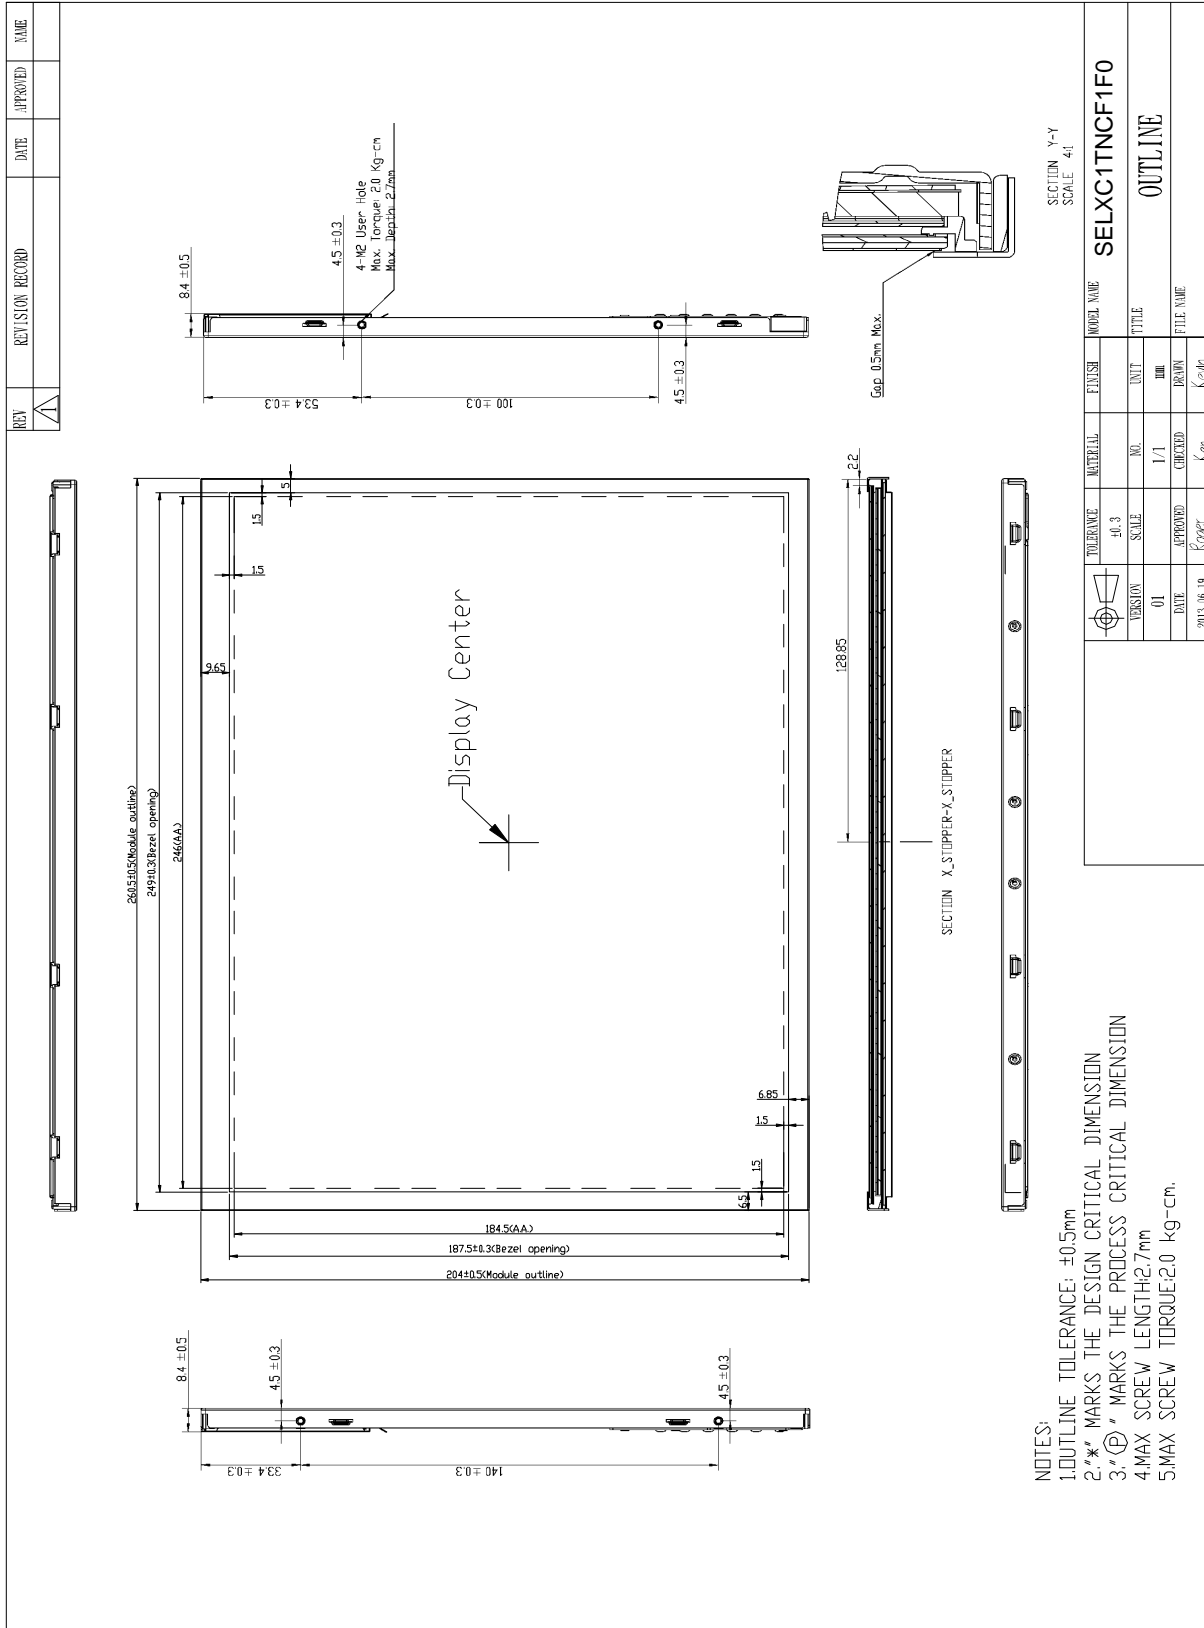 REV
REVISION RECORD
DATE
APPROVED
NAME
1
260.5±0.5(Module outline)
249±0.3(Bezel opening)
246(A.A.)
9.65
1.5
1.5
5
Display Center
6.85
1.5
1.5
6.5
184.5(A.A.)
187.5±0.3(Bezel opening)
204±0.5(Module outline)
8.4 ±0.5
4.5 ±0.3
4-M2 User Hole
Max. Torque: 2.0 Kg-cm
Max. Depth: 2.7mm
53.4 ±0.3
100 ±0.3
4.5 ±0.3
8.4 ±0.5
4.5 ±0.3
4.5 ±0.3
33.4 ±0.3
140 ±0.3
2.2
128.85
SECTION X_STOPPER-X_STOPPER
Gap 0.5mm Max.
SECTION Y-Y
SCALE 4:1
NOTES:
1.OUTLINE TOLERANCE: ±0.5mm
2."*" MARKS THE DESIGN CRITICAL DIMENSION
3."Ⓟ" MARKS THE PROCESS CRITICAL DIMENSION
4.MAX SCREW LENGTH:2.7mm
5.MAX SCREW TORQUE:2.0 kg-cm.
TOLERANCE
±0.3
MATERIAL
FINISH
MODEL NAME
SELXC1TNCF1F0
VERSION
01
SCALE
NO.
1/1
UNIT
mm
TITLE
OUTLINE
DATE
2013.06.19
APPROVED
Roger
CHECKED
Ken
DRAWN
Kevin
FILE NAME